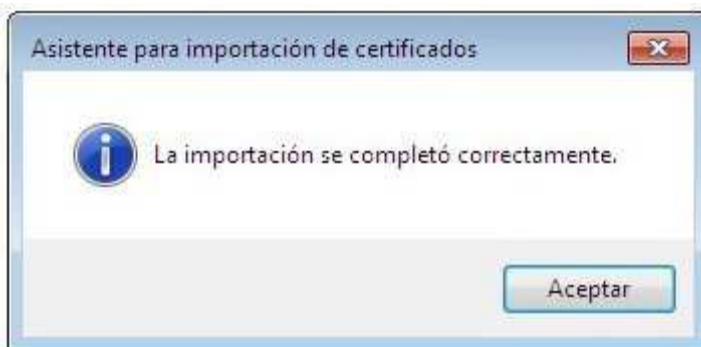 Asistente para importación de certificados
La importación se completó correctamente.
Aceptar